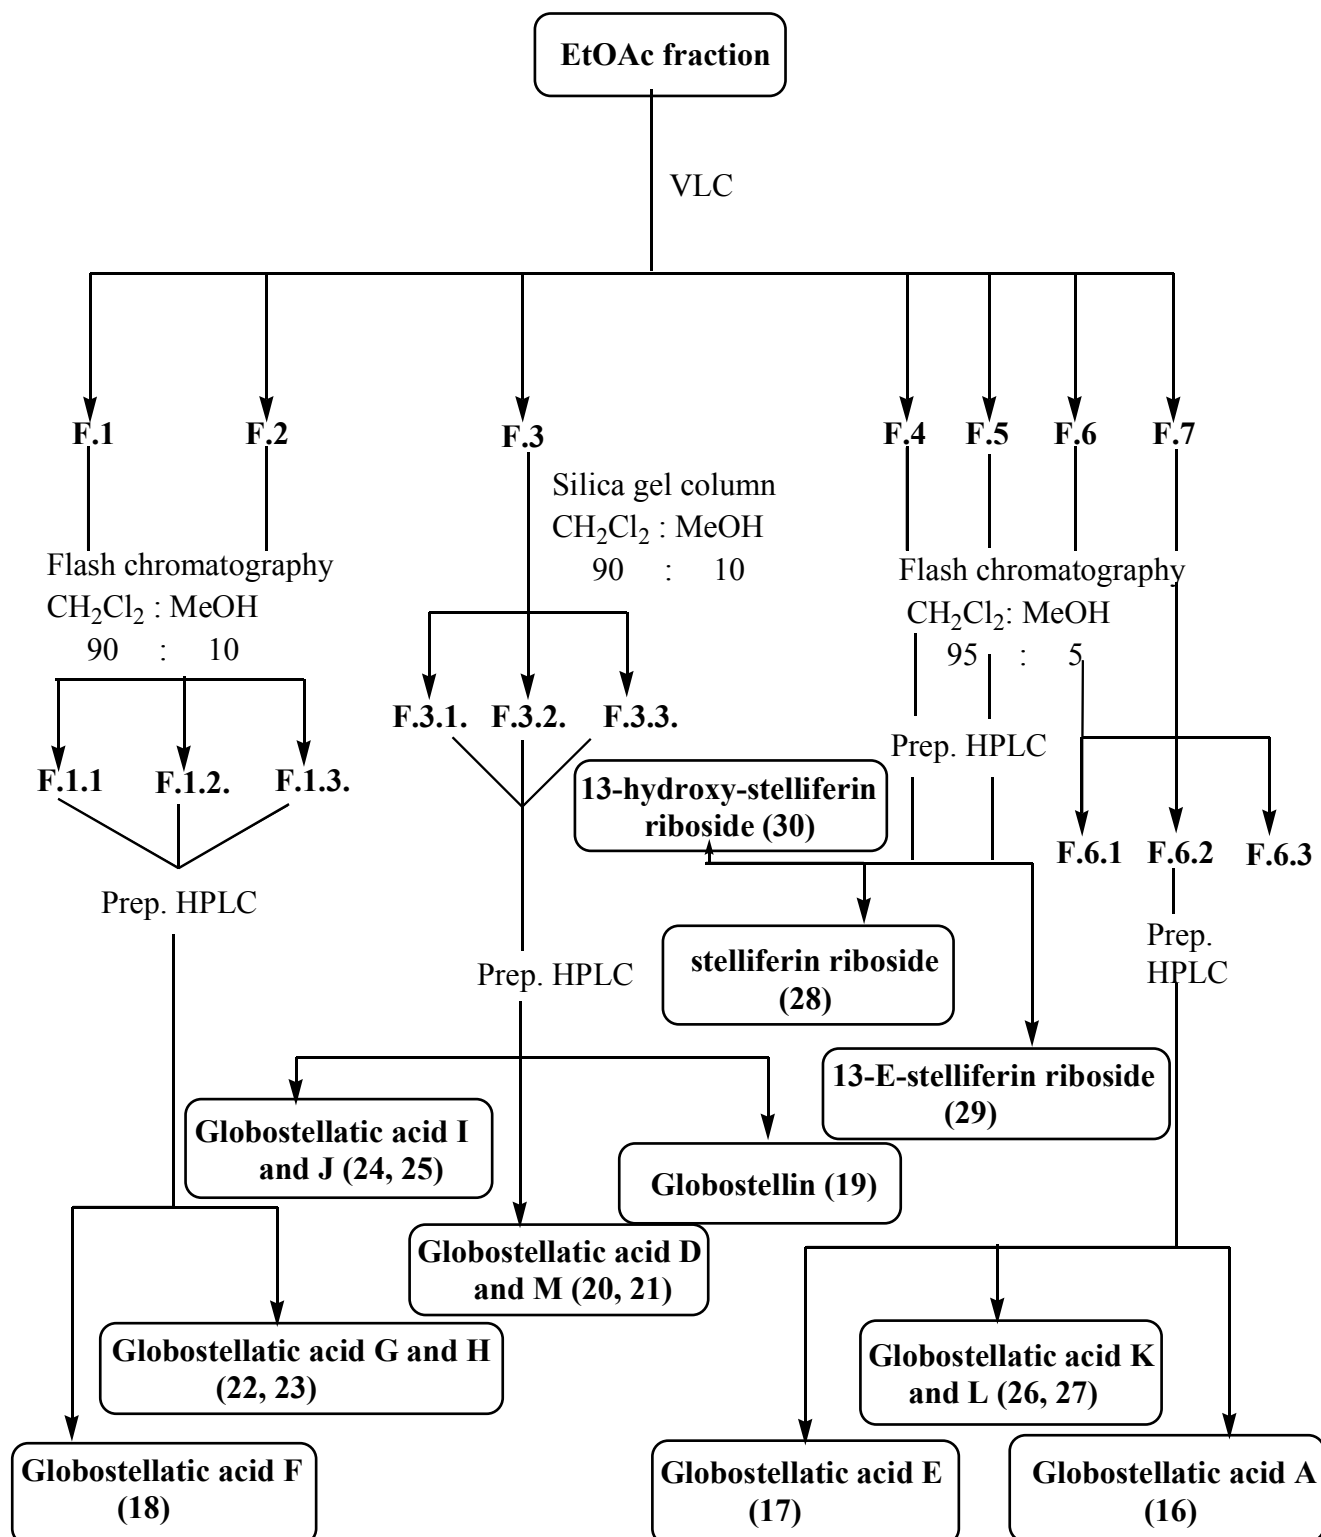 EtOAc fraction
VLC
F.1
F.2
F.3
F.4
F.5
F.6
F.7
Silica gel column
CH₂Cl₂ : MeOH
90 : 10
Flash chromatography
CH₂Cl₂ : MeOH
90 : 10
Flash chromatography
CH₂Cl₂: MeOH
95 : 5
F.3.1.
F.3.2.
F.3.3.
F.1.1
F.1.2.
F.1.3.
Prep. HPLC
13-hydroxy-stelliferin
riboside (30)
F.6.1
F.6.2
F.6.3
Prep. HPLC
Prep.
HPLC
stelliferin riboside
(28)
Prep. HPLC
13-E-stelliferin riboside
(29)
Globostellatic acid I
and J (24, 25)
Globostellin (19)
Globostellatic acid D
and M (20, 21)
Globostellatic acid G and H
(22, 23)
Globostellatic acid K
and L (26, 27)
Globostellatic acid F
(18)
Globostellatic acid E
(17)
Globostellatic acid A
(16)